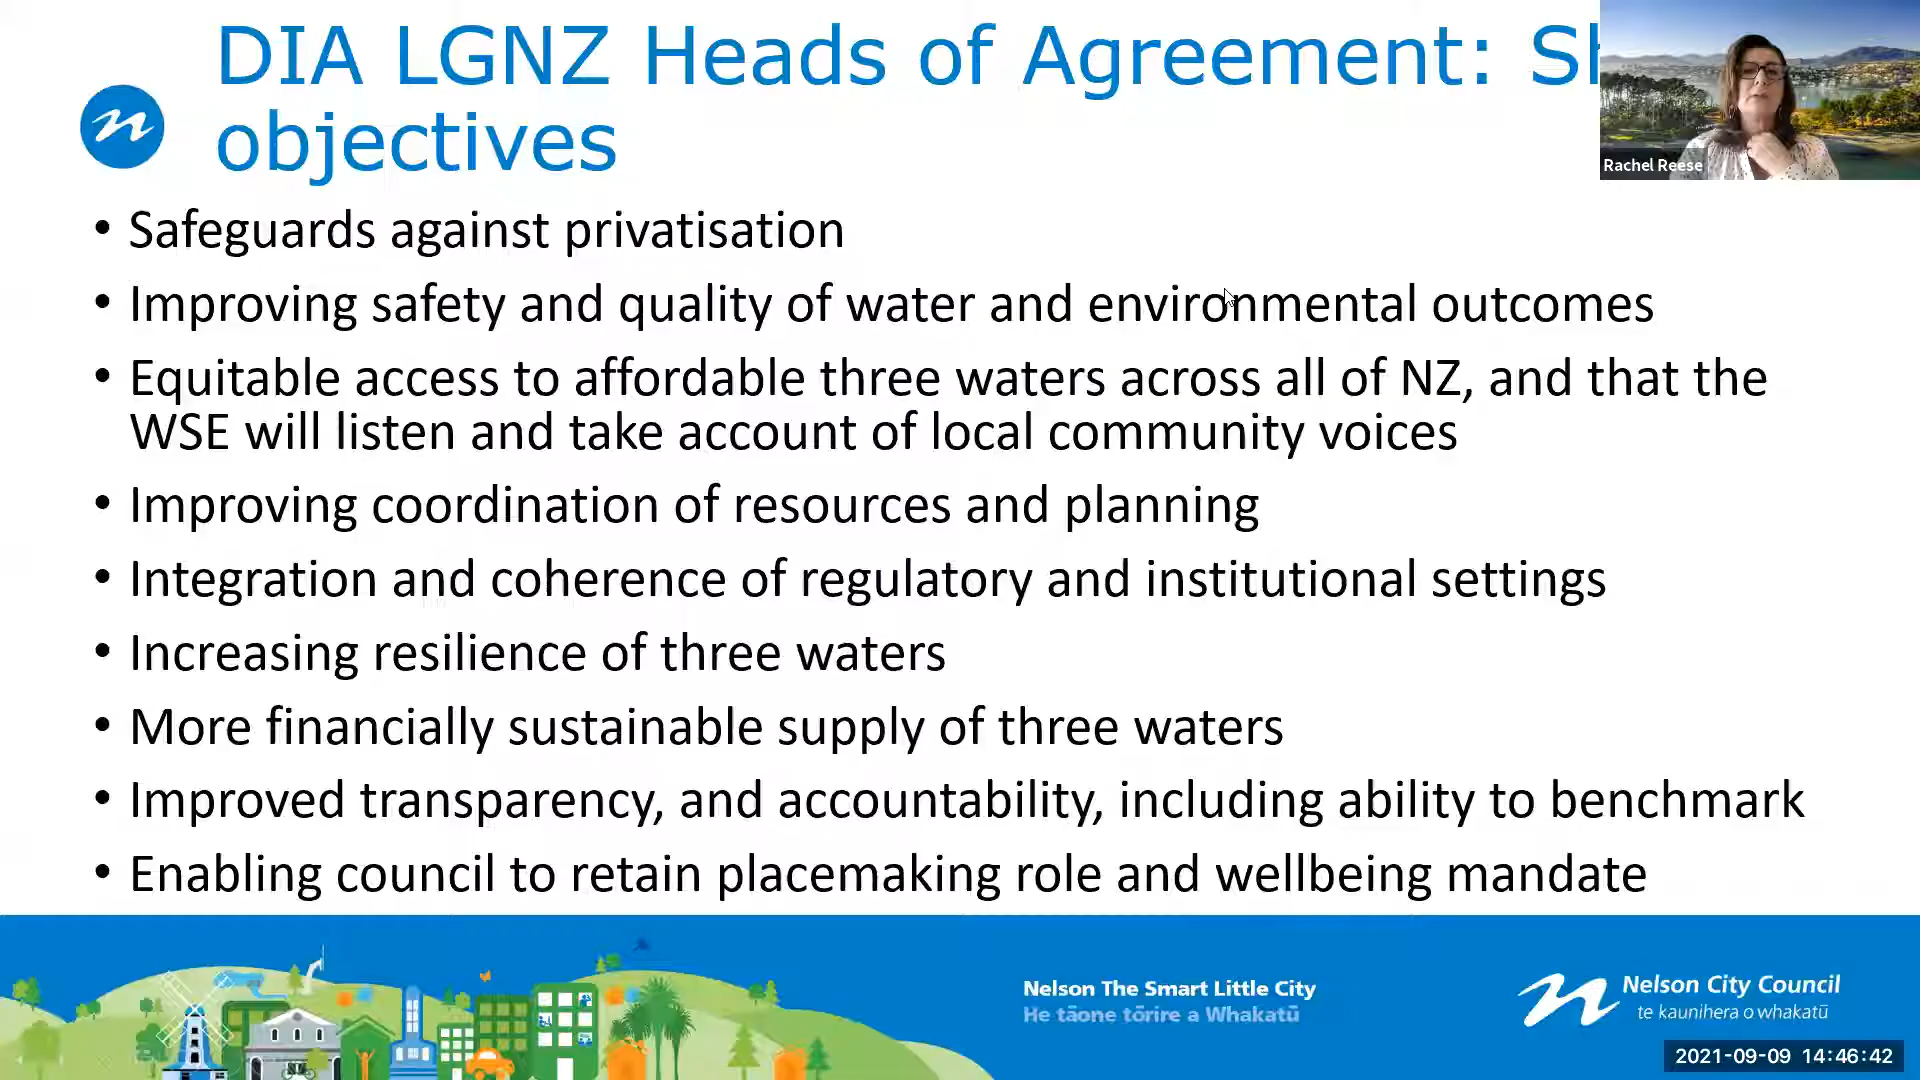 DIA LGNZ Heads of Agreement:
objectives
Rachel Reese
• Safeguards against privatisation
• Improving safety and quality of water and environmental outcomes
• Equitable access to affordable three waters across all of NZ, and that the
WSE will listen and take account of local community voices
• Improving coordination of resources and planning
• Integration and coherence of regulatory and institutional settings
• Increasing resilience of three waters
• More financially sustainable supply of three waters
• Improved transparency, and accountability, including ability to benchmark
• Enabling council to retain placemaking role and wellbeing mandate
Nelson The Smart Little City
He tāone tōrire a Whakatū
Nelson City Council
te kaunihera o whakatū
2021-09-09 14:46:42